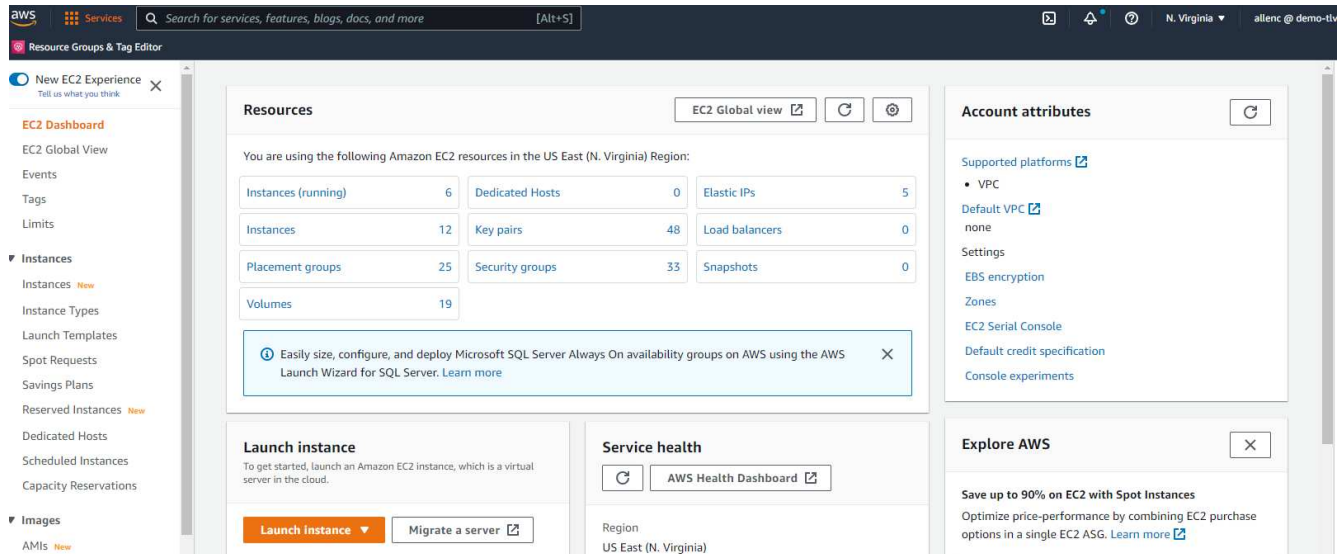 aws
Services
Search for services, features, blogs, docs, and more [Alt+S]
N. Virginia
allenc @ demo-tlv
Resource Groups & Tag Editor
New EC2 Experience
Tell us what you think
EC2 Dashboard
EC2 Global View
Events
Tags
Limits
Instances
Instances New
Instance Types
Launch Templates
Spot Requests
Savings Plans
Reserved Instances New
Dedicated Hosts
Scheduled Instances
Capacity Reservations
Images
AMIs New
Resources
EC2 Global view
You are using the following Amazon EC2 resources in the US East (N. Virginia) Region:
Instances (running) 6
Dedicated Hosts 0
Elastic IPs 5
Instances 12
Key pairs 48
Load balancers 0
Placement groups 25
Security groups 33
Snapshots 0
Volumes 19
Easily size, configure, and deploy Microsoft SQL Server Always On availability groups on AWS using the AWS
Launch Wizard for SQL Server. Learn more
Launch instance
To get started, launch an Amazon EC2 instance, which is a virtual
server in the cloud.
Launch instance
Migrate a server
Service health
AWS Health Dashboard
Region
US East (N. Virginia)
Account attributes
Supported platforms
• VPC
Default VPC
none
Settings
EBS encryption
Zones
EC2 Serial Console
Default credit specification
Console experiments
Explore AWS
Save up to 90% on EC2 with Spot Instances
Optimize price-performance by combining EC2 purchase
options in a single EC2 ASG. Learn more